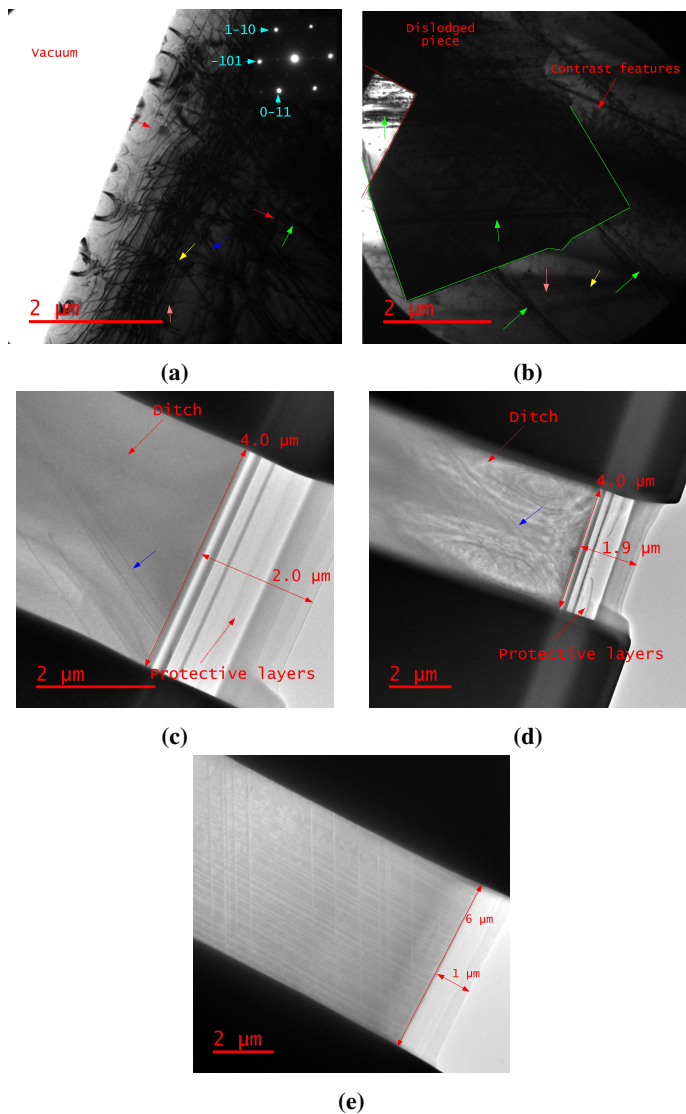 Vacuum
1-10
-101
0-11
2 μm
(a)
Dislodged
piece
Contrast features
2 μm
(b)
Ditch
4.0 μm
2.0 μm
Protective layers
2 μm
(c)
Ditch
4.0 μm
1.9 μm
Protective layers
2 μm
(d)
6 μm
1 μm
2 μm
(e)